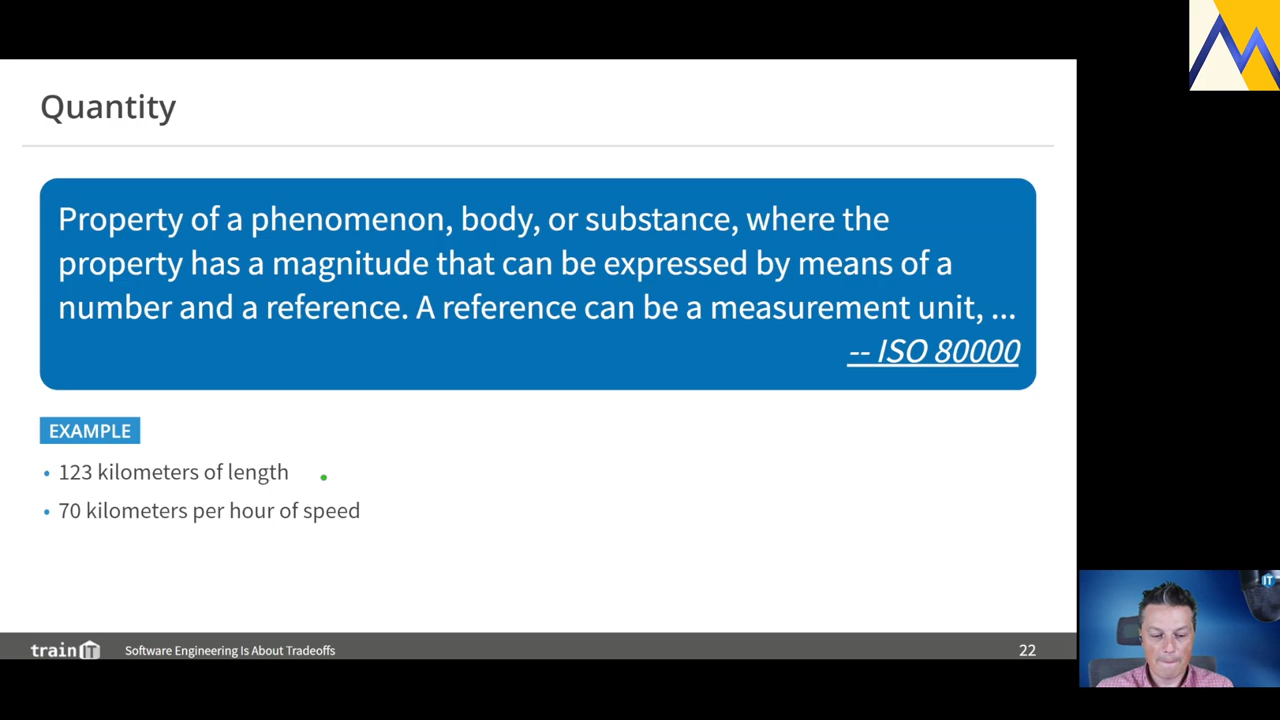 Quantity
Property of a phenomenon, body, or substance, where the
property has a magnitude that can be expressed by means of a
number and a reference. A reference can be a measurement unit, ...
-- ISO 80000
EXAMPLE
• 123 kilometers of length
• 70 kilometers per hour of speed
train IT
Software Engineering Is About Tradeoffs
22
IT